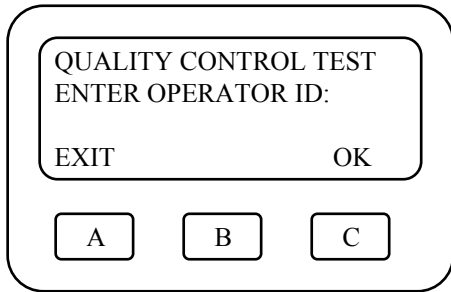 QUALITY CONTROL TEST
ENTER OPERATOR ID:
EXIT OK
A B C